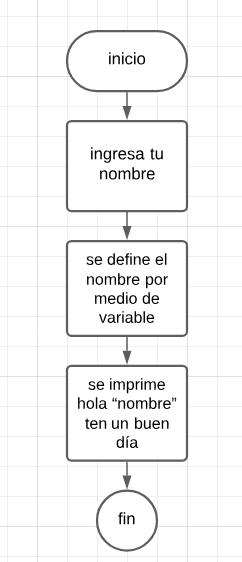 inicio
ingresa tu
nombre
se define el
nombre por
medio de
variable
se imprime
hola “nombre”
ten un buen
día
fin